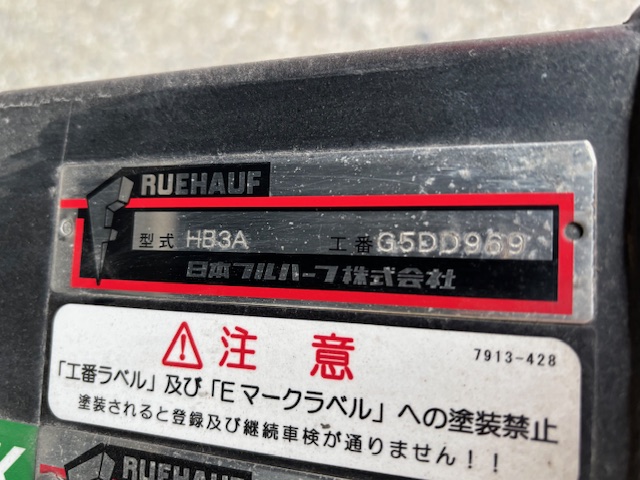 RUEHAUF
型式 HB3A 工番 G5DD969
日本フルハーフ株式会社
注意 7913-428
「工番ラベル」及び「Eマークラベル」への塗装禁止
塗装されると登録及び継続車検が通りません!!
RUEHAUF